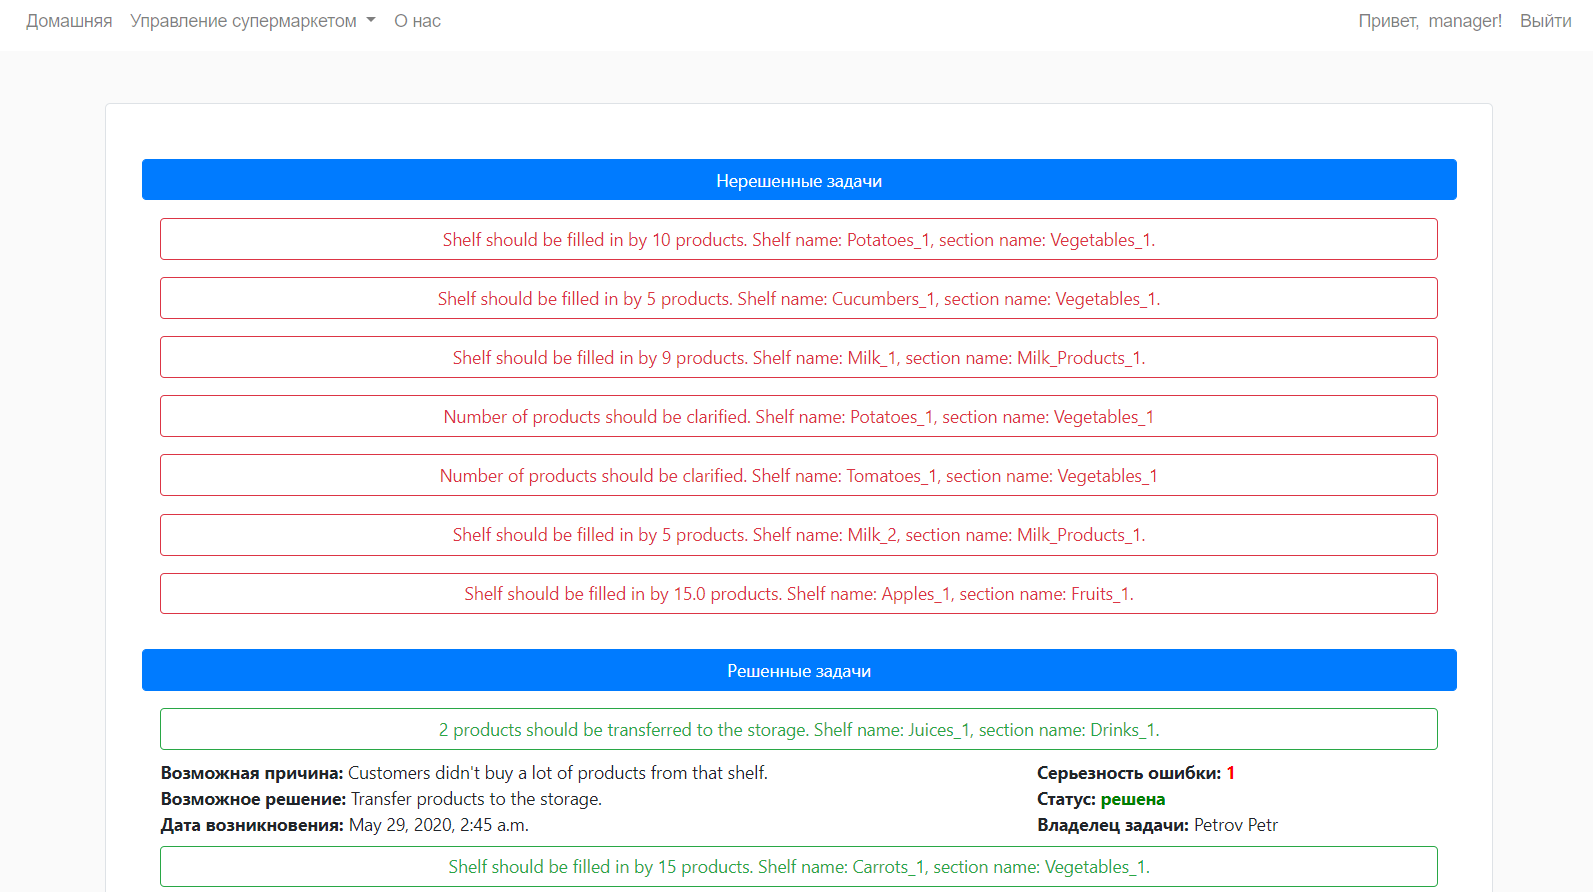 Домашняя Управление супермаркетом О нас Привет, manager! Выйти
Нерешенные задачи
Shelf should be filled in by 10 products. Shelf name: Potatoes_1, section name: Vegetables_1.
Shelf should be filled in by 5 products. Shelf name: Cucumbers_1, section name: Vegetables_1.
Shelf should be filled in by 9 products. Shelf name: Milk_1, section name: Milk_Products_1.
Number of products should be clarified. Shelf name: Potatoes_1, section name: Vegetables_1
Number of products should be clarified. Shelf name: Tomatoes_1, section name: Vegetables_1
Shelf should be filled in by 5 products. Shelf name: Milk_2, section name: Milk_Products_1.
Shelf should be filled in by 15.0 products. Shelf name: Apples_1, section name: Fruits_1.
Решенные задачи
2 products should be transferred to the storage. Shelf name: Juices_1, section name: Drinks_1.
Возможная причина: Customers didn't buy a lot of products from that shelf. Серьезность ошибки: 1
Возможное решение: Transfer products to the storage. Статус: решена
Дата возникновения: May 29, 2020, 2:45 a.m. Владелец задачи: Petrov Petr
Shelf should be filled in by 15 products. Shelf name: Carrots_1, section name: Vegetables_1.